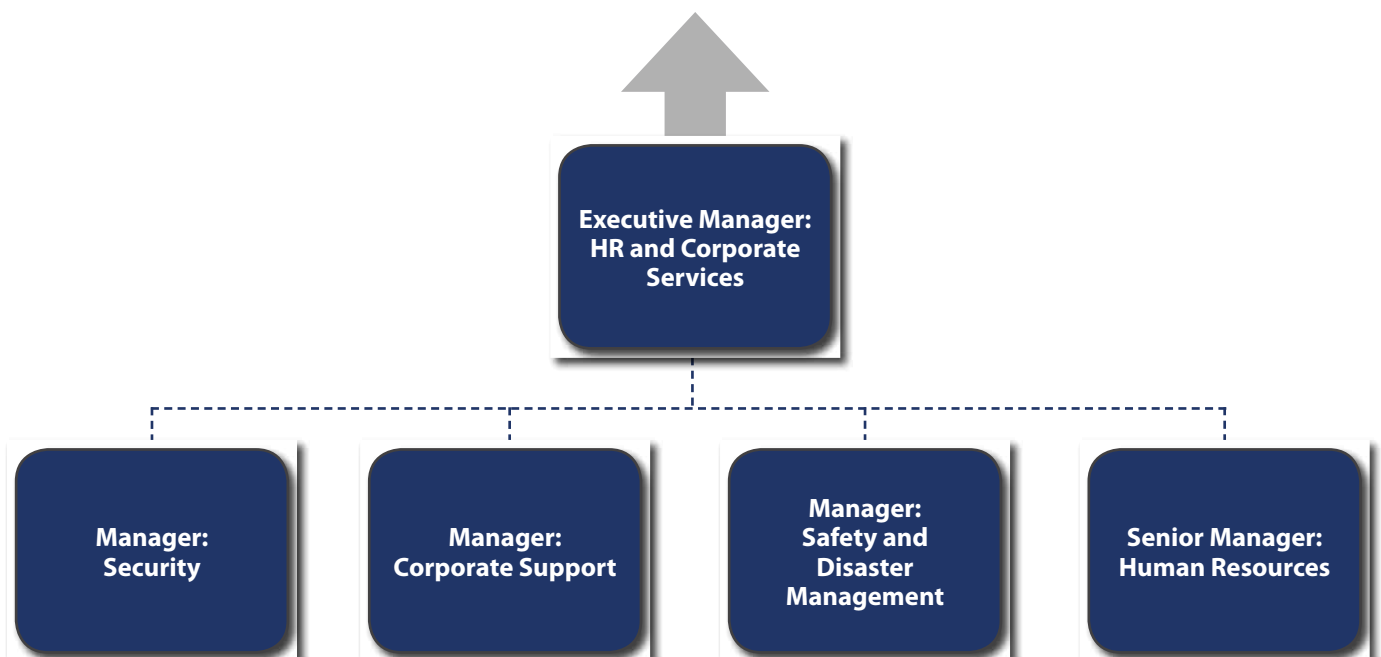 Executive Manager:
HR and Corporate
Services
Manager:
Security
Manager:
Corporate Support
Manager:
Safety and
Disaster
Management
Senior Manager:
Human Resources